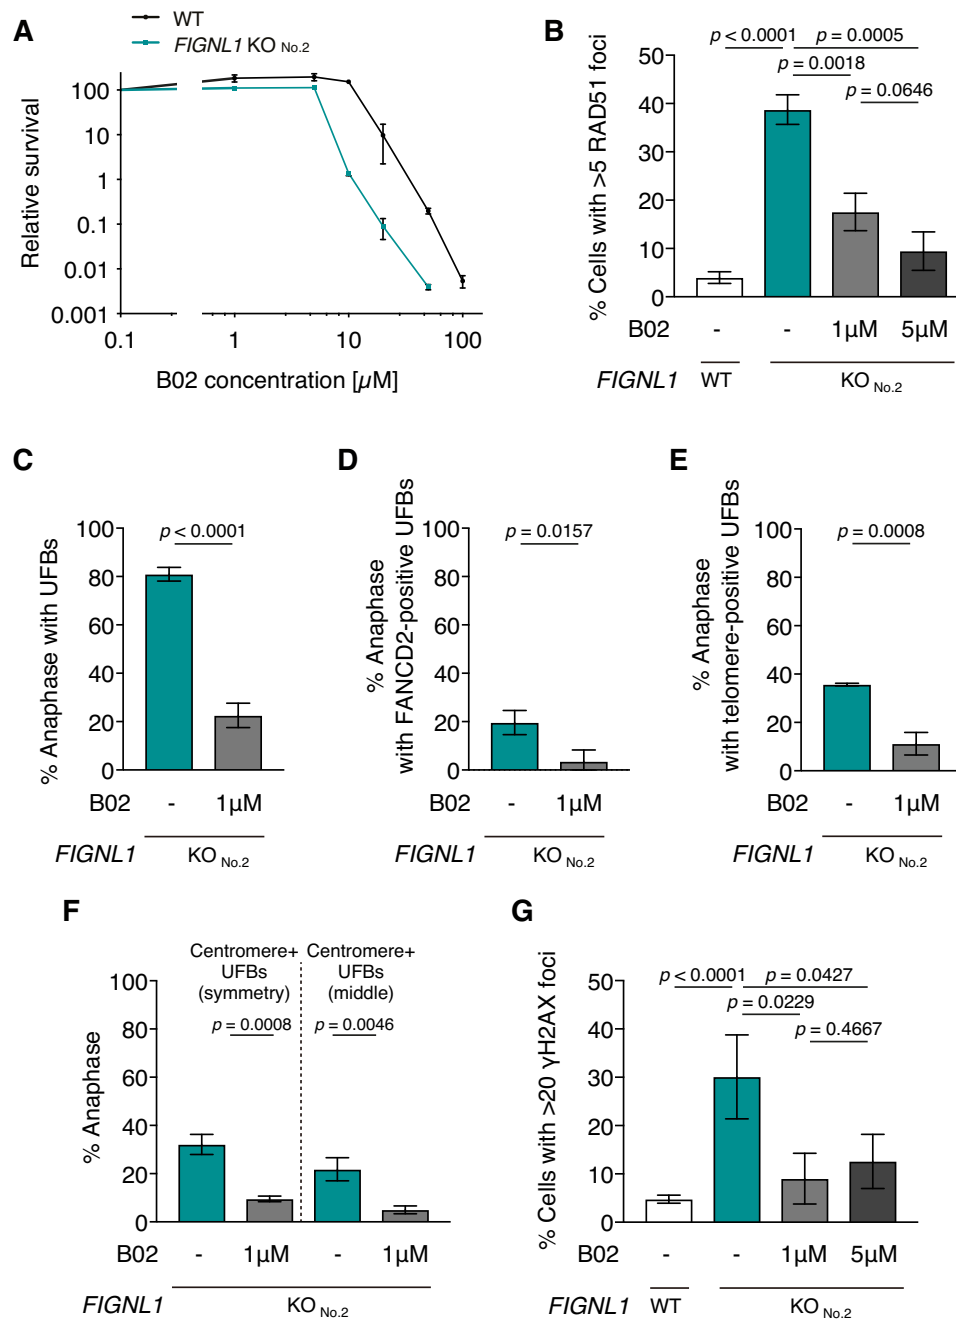 A
WT
FIGNL1 KO No.2
Relative survival
100
10
1
0.1
0.01
0.001
0.1
1
10
100
B02 concentration [µM]
B
% Cells with >5 RAD51 foci
50
40
30
20
10
0
p < 0.0001
p = 0.0005
p = 0.0018
p = 0.0646
B02
-
-
1µM
5µM
FIGNL1
WT
KO No.2
C
% Anaphase with UFBs
100
80
60
40
20
0
p < 0.0001
B02
-
1µM
FIGNL1
KO No.2
D
% Anaphase
with FANCD2-positive UFBs
100
80
60
40
20
0
p = 0.0157
B02
-
1µM
FIGNL1
KO No.2
E
% Anaphase
with telomere-positive UFBs
100
80
60
40
20
0
p = 0.0008
B02
-
1µM
FIGNL1
KO No.2
F
% Anaphase
100
80
60
40
20
0
Centromere+
UFBs
(symmetry)
Centromere+
UFBs
(middle)
p = 0.0008
p = 0.0046
B02
-
1µM
-
1µM
FIGNL1
KO No.2
G
% Cells with >20 γH2AX foci
50
40
30
20
10
0
p < 0.0001
p = 0.0427
p = 0.0229
p = 0.4667
B02
-
-
1µM
5µM
FIGNL1
WT
KO No.2